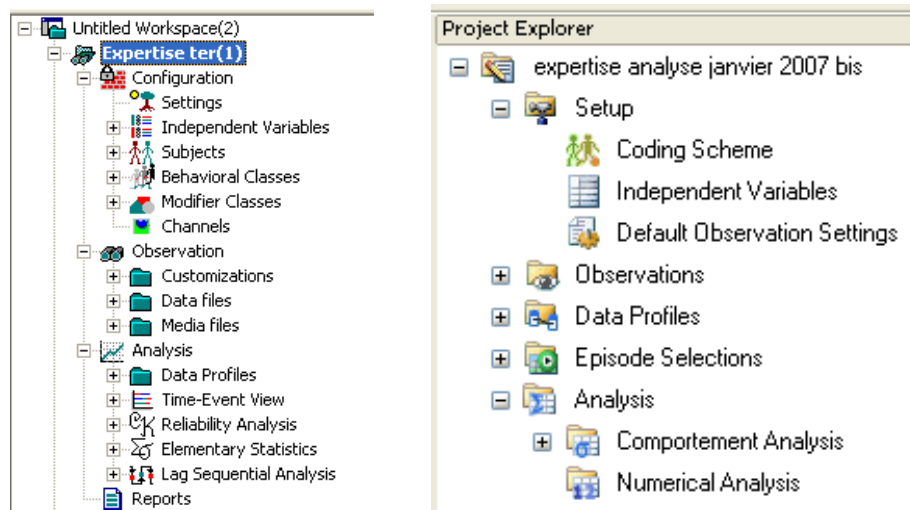 Untitled Workspace(2)
Expertise ter(1)
Configuration
Settings
Independent Variables
Subjects
Behavioral Classes
Modifier Classes
Channels
Observation
Customizations
Data files
Media files
Analysis
Data Profiles
Time-Event View
Reliability Analysis
Elementary Statistics
Lag Sequential Analysis
Reports
Project Explorer
expertise analyse janvier 2007 bis
Setup
Coding Scheme
Independent Variables
Default Observation Settings
Observations
Data Profiles
Episode Selections
Analysis
Comportement Analysis
Numerical Analysis